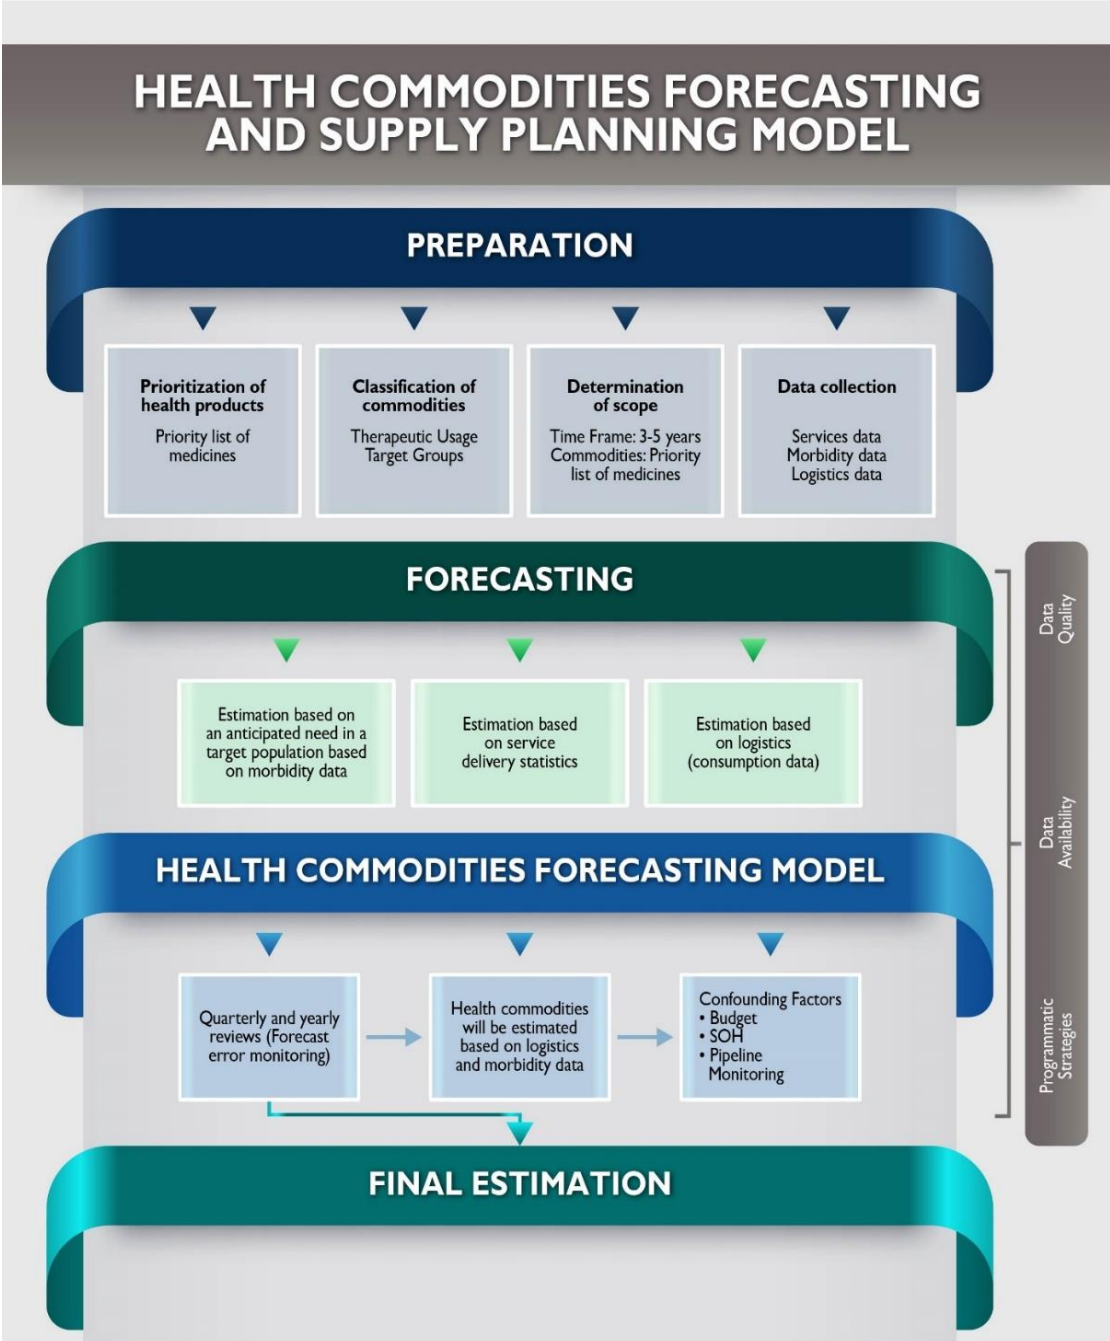 HEALTH COMMODITIES FORECASTING
AND SUPPLY PLANNING MODEL
PREPARATION
Prioritization of
health products
Priority list of
medicines
Classification of
commodities
Therapeutic Usage
Target Groups
Determination
of scope
Time Frame: 3-5 years
Commodities: Priority
list of medicines
Data collection
Services data
Morbidity data
Logistics data
FORECASTING
Estimation based on
an anticipated need in a
target population based
on morbidity data
Estimation based
on service
delivery statistics
Estimation based
on logistics
(consumption data)
HEALTH COMMODITIES FORECASTING MODEL
Quarterly and yearly
reviews (Forecast
error monitoring)
Health commodities
will be estimated
based on logistics
and morbidity data
Confounding Factors
• Budget
• SOH
• Pipeline
Monitoring
Data
Quality
Data
Availability
Programmatic
Strategies
FINAL ESTIMATION